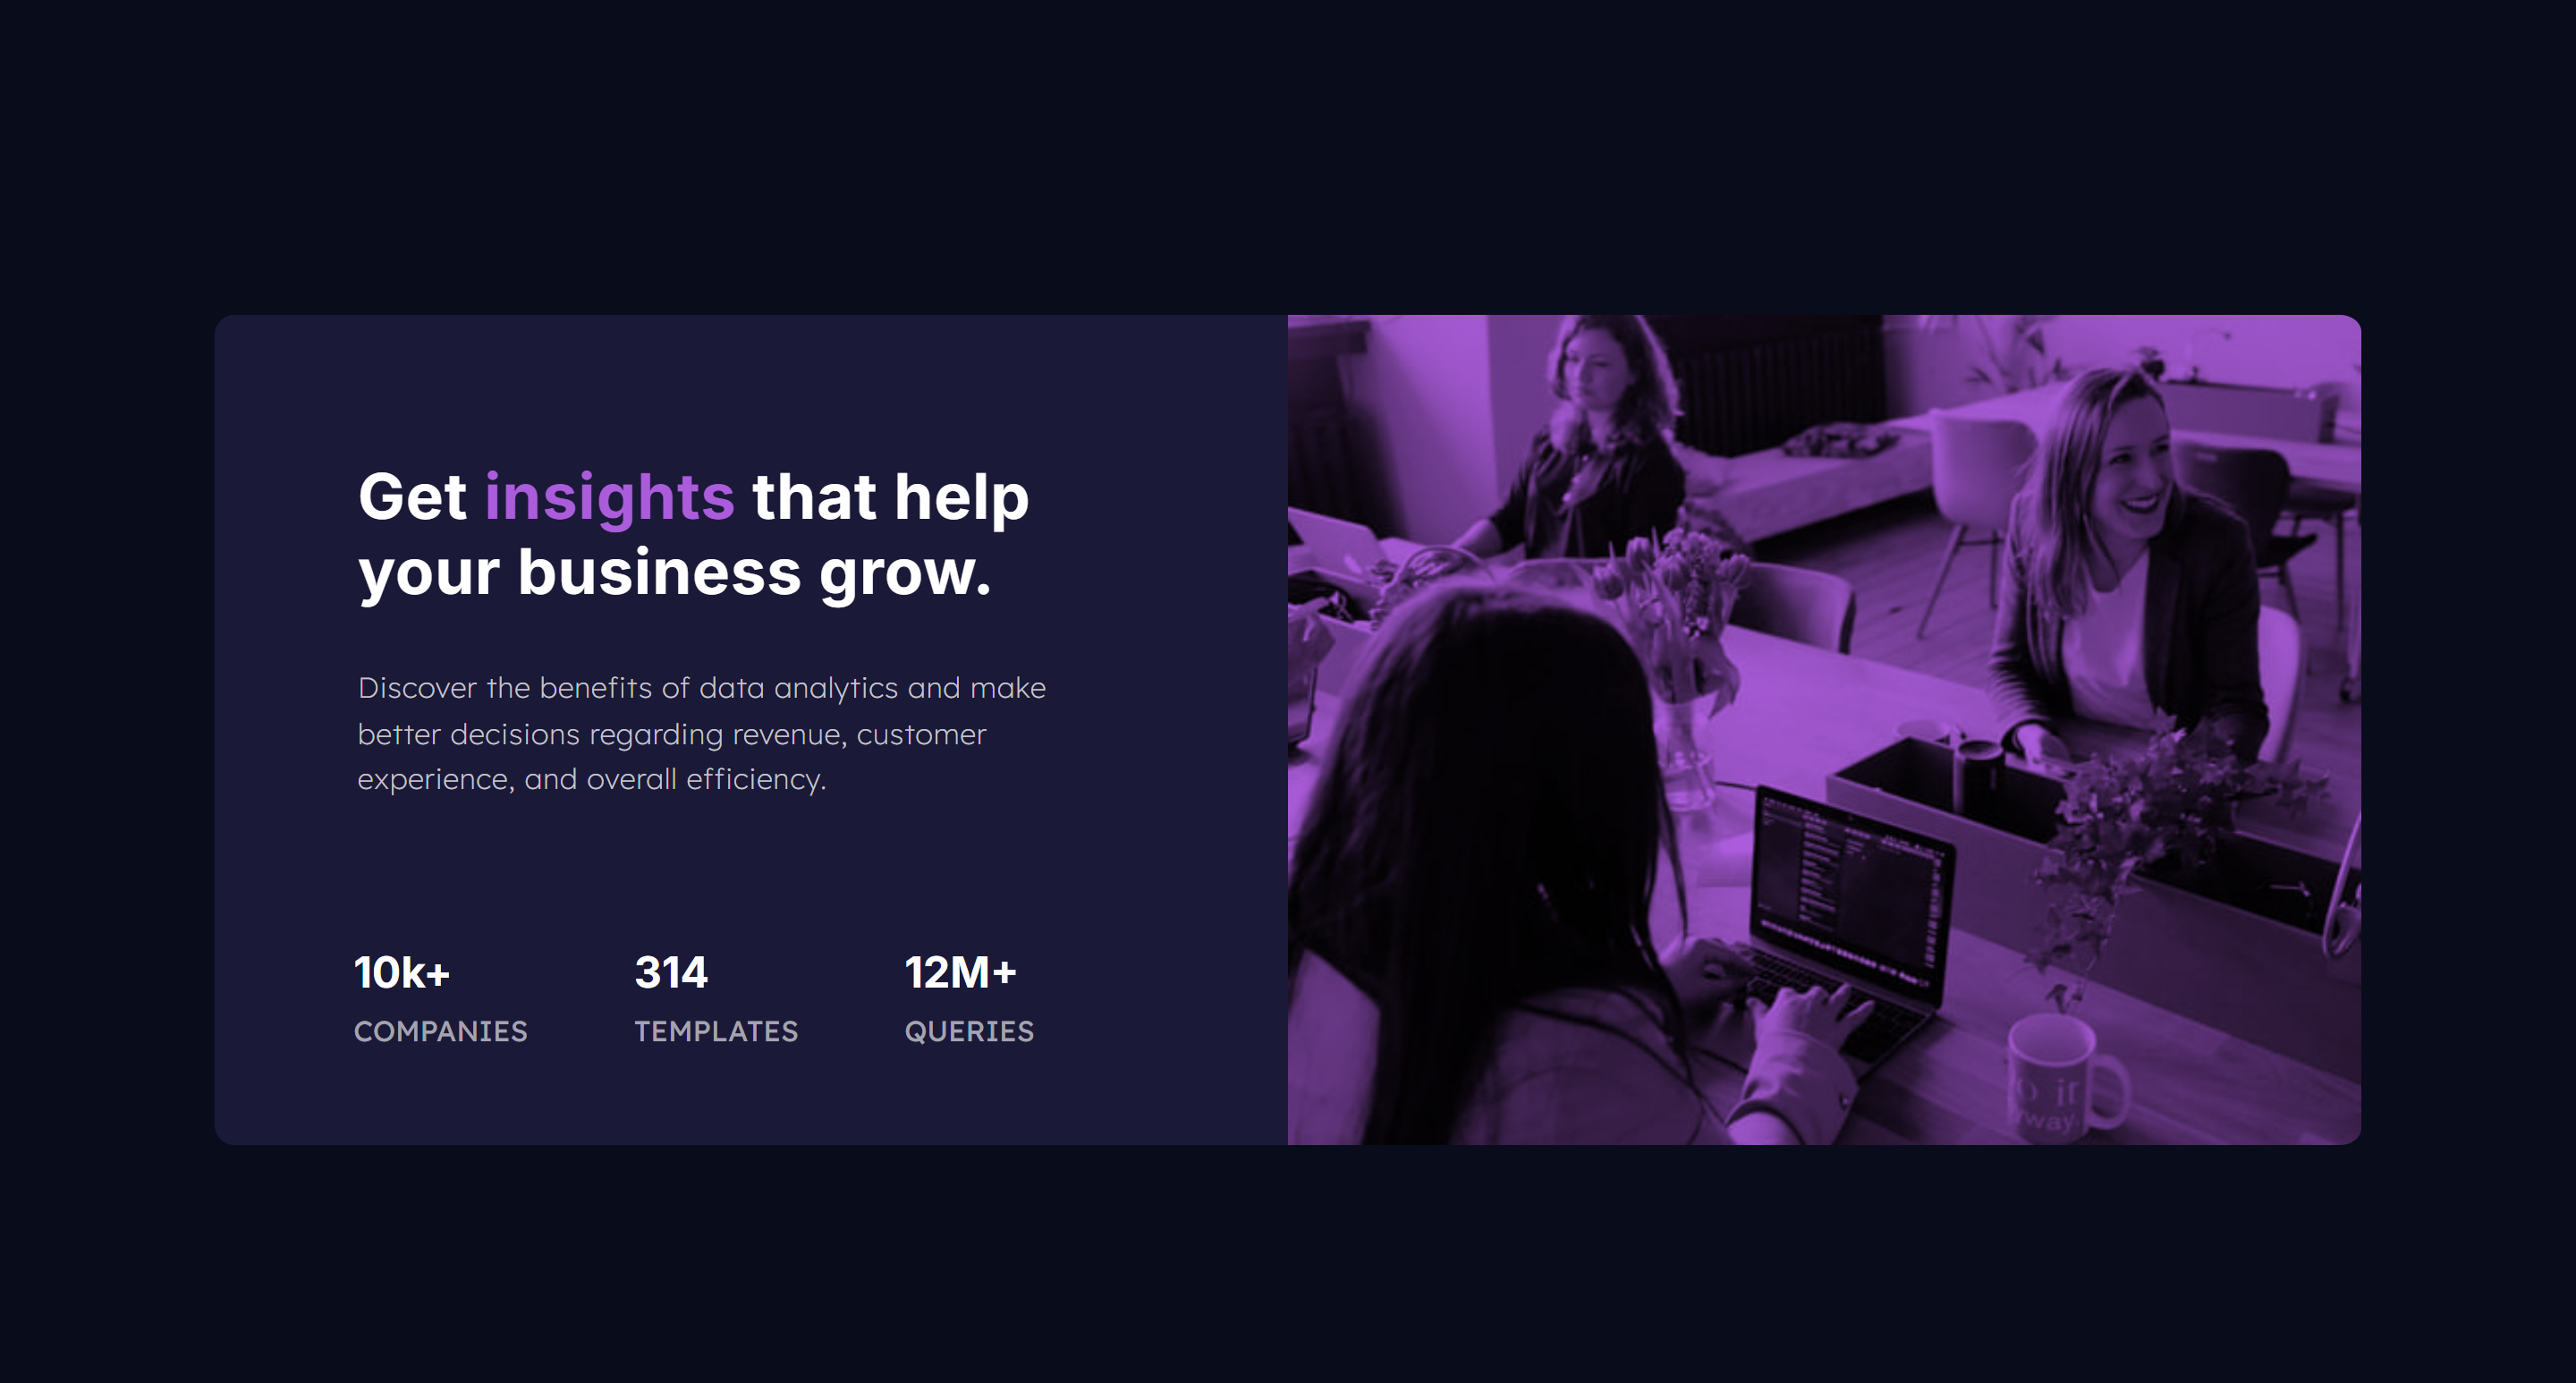 Get insights that help
your business grow.
Discover the benefits of data analytics and make
better decisions regarding revenue, customer
experience, and overall efficiency.
10k+ 314 12M+
COMPANIES TEMPLATES QUERIES